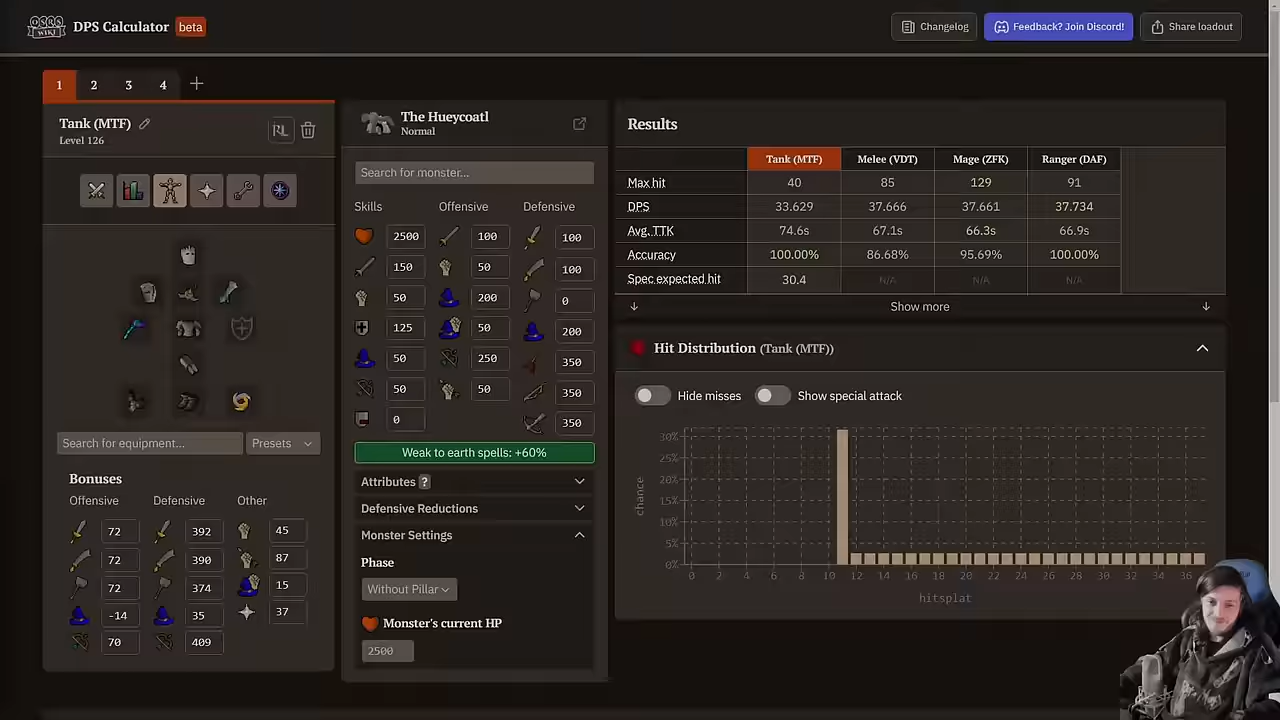 OSRS WIKI DPS Calculator beta
Changelog Feedback? Join Discord! Share loadout
1 2 3 4 +
Tank (MTF)
Level 126
RL
Search for equipment... Presets
Bonuses
Offensive Defensive Other
72 392 45
72 390 87
72 374 15
-14 35 37
70 409
The Hueycoatl
Normal
Search for monster...
Skills Offensive Defensive
2500 100 100
150 50 100
50 200 0
125 50 200
50 250 350
50 50 350
0 350
Weak to earth spells: +60%
Attributes ?
Defensive Reductions
Monster Settings
Phase
Without Pillar
Monster's current HP
2500
Results
Tank (MTF) Melee (VDT) Mage (ZFK) Ranger (DAF)
Max hit 40 85 129 91
DPS 33.629 37.666 37.661 37.734
Avg. TTK 74.6s 67.1s 66.3s 66.9s
Accuracy 100.00% 86.68% 95.69% 100.00%
Spec expected hit 30.4 N/A N/A N/A
Show more
Hit Distribution (Tank (MTF))
Hide misses Show special attack
30%
25%
20%
15%
10%
5%
0%
chance
0 2 4 6 8 10 12 14 16 18 20 22 24 26 28 30 32 34 36
hitsplat